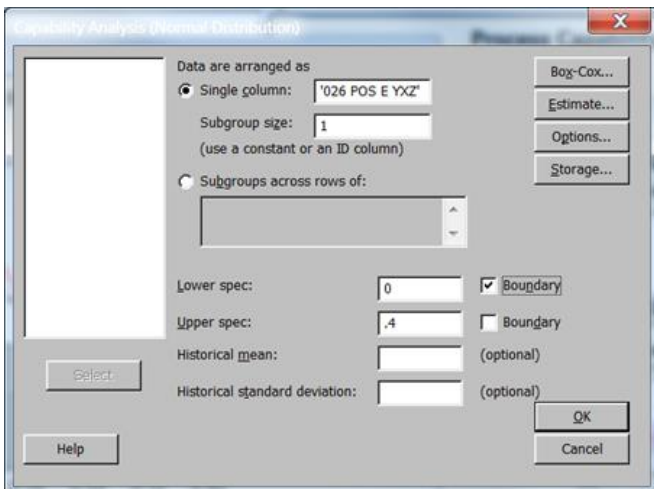 Capability Analysis (Normal Distribution)
Data are arranged as
Single column: '026 POS E YXZ'
Subgroup size: 1
(use a constant or an ID column)
Subgroups across rows of:
Lower spec: 0 Boundary
Upper spec: .4 Boundary
Historical mean: (optional)
Historical standard deviation: (optional)
Box-Cox...
Estimate...
Options...
Storage...
Select
Help
OK
Cancel